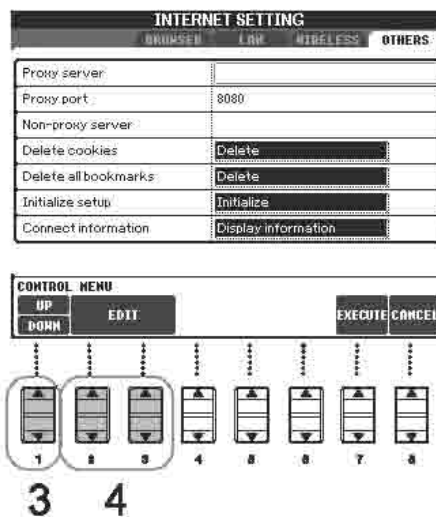 INTERNET SETTING
BROWSER LAN WIRELESS OTHERS
Proxy server
Proxy port 8080
Non-proxy server
Delete cookies Delete
Delete all bookmarks Delete
Initialize setup Initialize
Connect information Display information
CONTROL MENU
UP
DOWN EDIT EXECUTE CANCEL
1 2 3 4 5 6 7 8
3 4